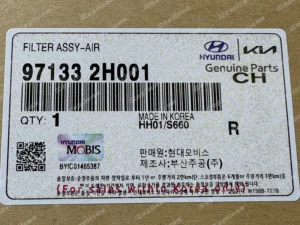 FILTER ASSY-AIR
97133 2H001
HYUNDAI KIA
Genuine Parts
CH
QTY : 1
MADE IN KOREA
HH01/S660
R
HYUNDAI
MOBIS
BYIC01465387
판매원:현대모비스
제조사:부산주공(주)